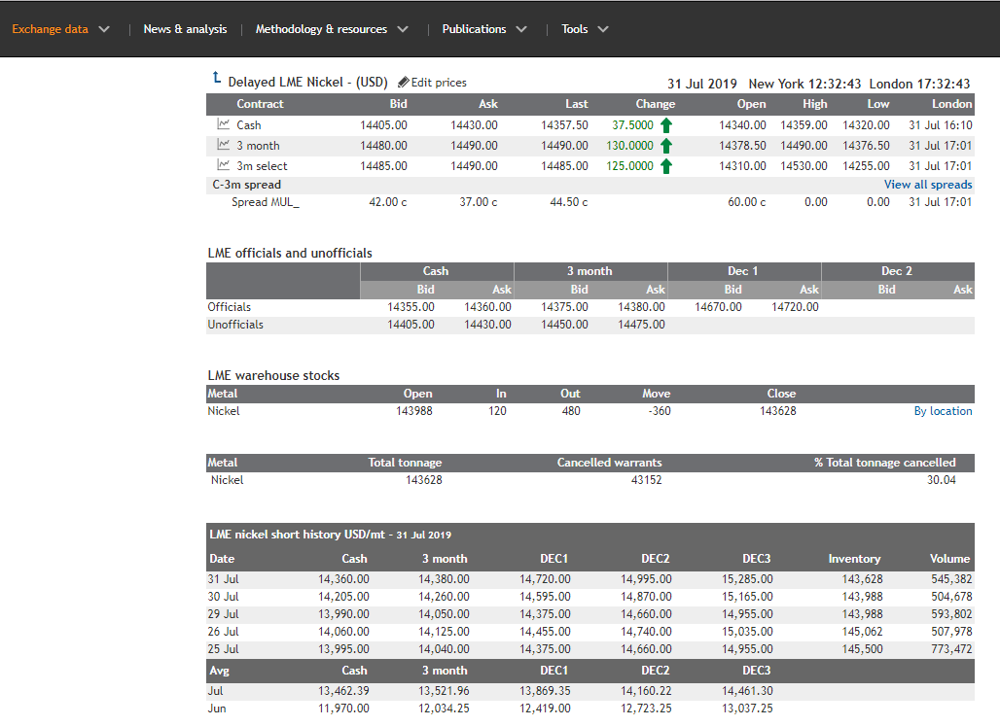 Exchange data News & analysis Methodology & resources Publications Tools
Delayed LME Nickel - (USD) Edit prices 31 Jul 2019 New York 12:32:43 London 17:32:43
Contract Bid Ask Last Change Open High Low London
Cash 14405.00 14430.00 14357.50 37.5000 14340.00 14359.00 14320.00 31 Jul 16:10
3 month 14480.00 14490.00 14490.00 130.0000 14378.50 14490.00 14376.50 31 Jul 17:01
3m select 14485.00 14490.00 14485.00 125.0000 14310.00 14530.00 14255.00 31 Jul 17:01
C-3m spread View all spreads
Spread MUL_ 42.00 c 37.00 c 44.50 c 60.00 c 0.00 0.00 31 Jul 17:01
LME officials and unofficials
Cash 3 month Dec 1 Dec 2
Bid Ask Bid Ask Bid Ask Bid Ask
Officials 14355.00 14360.00 14375.00 14380.00 14670.00 14720.00
Unofficials 14405.00 14430.00 14450.00 14475.00
LME warehouse stocks
Metal Open In Out Move Close
Nickel 143988 120 480 -360 143628 By location
Metal Total tonnage Cancelled warrants % Total tonnage cancelled
Nickel 143628 43152 30.04
LME nickel short history USD/mt - 31 Jul 2019
Date Cash 3 month DEC1 DEC2 DEC3 Inventory Volume
31 Jul 14,360.00 14,380.00 14,720.00 14,995.00 15,285.00 143,628 545,382
30 Jul 14,205.00 14,260.00 14,595.00 14,870.00 15,165.00 143,988 504,678
29 Jul 13,990.00 14,050.00 14,375.00 14,660.00 14,955.00 143,988 593,802
26 Jul 14,060.00 14,125.00 14,455.00 14,740.00 15,035.00 145,062 507,978
25 Jul 13,995.00 14,040.00 14,375.00 14,660.00 14,955.00 145,500 773,472
Avg Cash 3 month DEC1 DEC2 DEC3
Jul 13,462.39 13,521.96 13,869.35 14,160.22 14,461.30
Jun 11,970.00 12,034.25 12,419.00 12,723.25 13,037.25